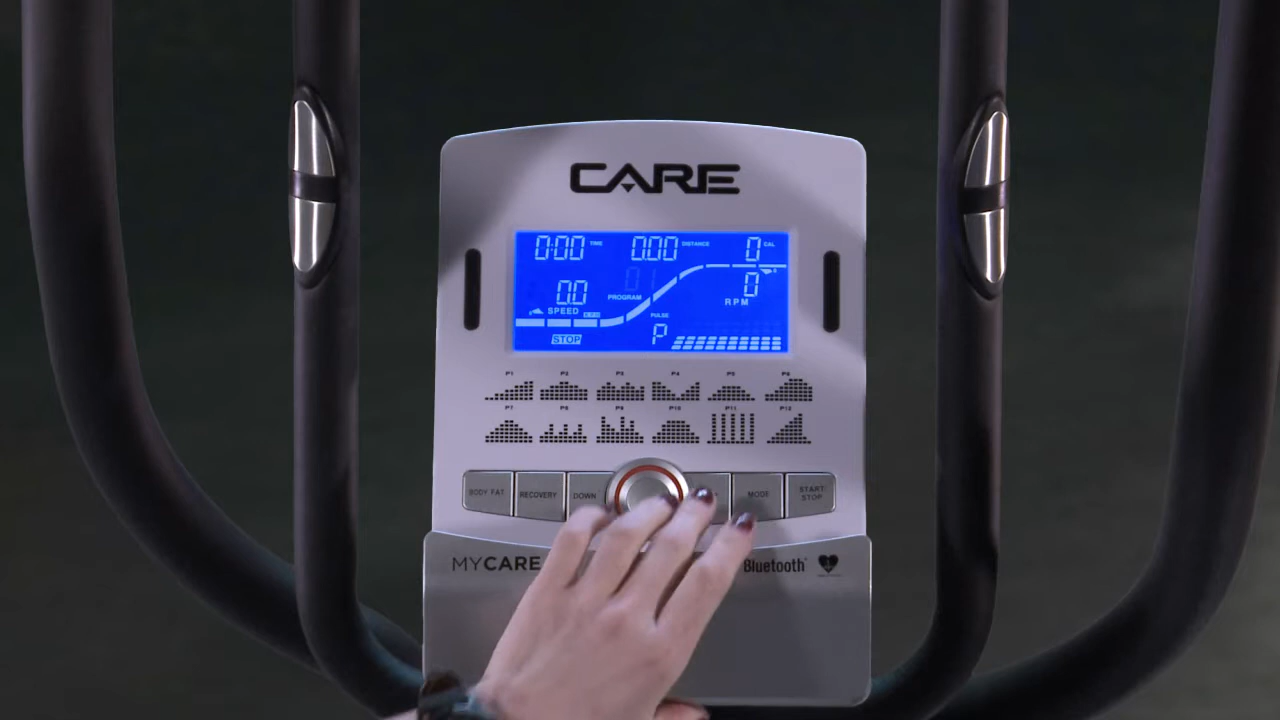 CARE
0:00 TIME 0.00 DISTANCE 0 CAL
0.0 SPEED PROGRAM 01 0 RPM
PULSE
STOP P
P1 P2 P3 P4 P5 P6
P7 P8 P9 P10 P11 P12
BODY FAT RECOVERY DOWN MODE START/ STOP
MYCARE Bluetooth